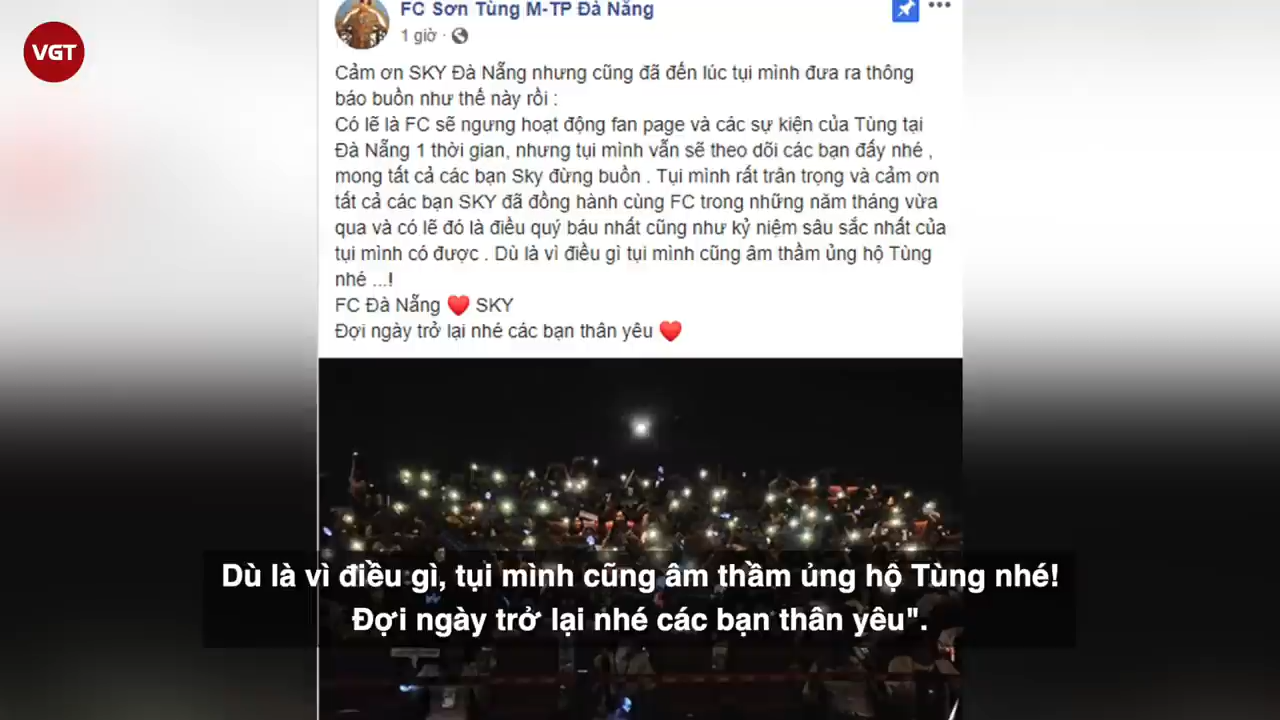 VGT
FC Sơn Tùng M-TP Đà Nẵng
1 giờ ·
Cảm ơn SKY Đà Nẵng nhưng cũng đã đến lúc tụi mình đưa ra thông
báo buồn như thế này rồi :
Có lẽ là FC sẽ ngưng hoạt động fan page và các sự kiện của Tùng tại
Đà Nẵng 1 thời gian, nhưng tụi mình vẫn sẽ theo dõi các bạn đấy nhé ,
mong tất cả các bạn Sky đừng buồn . Tụi mình rất trân trọng và cảm ơn
tất cả các bạn SKY đã đồng hành cùng FC trong những năm tháng vừa
qua và có lẽ đó là điều quý báu nhất cũng như kỷ niệm sâu sắc nhất của
tụi mình có được . Dù là vì điều gì tụi mình cũng âm thầm ủng hộ Tùng
nhé ...!
FC Đà Nẵng ❤️ SKY
Đợi ngày trở lại nhé các bạn thân yêu ❤️
Dù là vì điều gì, tụi mình cũng âm thầm ủng hộ Tùng nhé!
Đợi ngày trở lại nhé các bạn thân yêu".